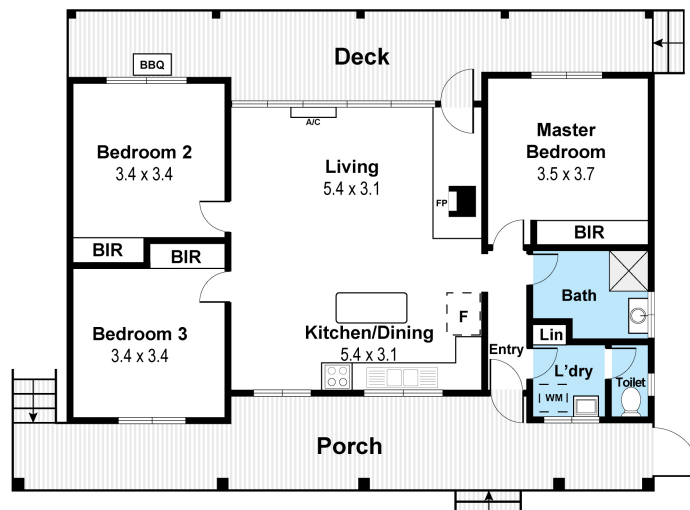 Deck
BBQ
A/C
Bedroom 2
3.4 x 3.4
Living
5.4 x 3.1
Master
Bedroom
3.5 x 3.7
FP
BIR
BIR
BIR
Bath
Bedroom 3
3.4 x 3.4
F
Kitchen/Dining
5.4 x 3.1
Entry
Lin
L'dry
WM
Toilet
Porch